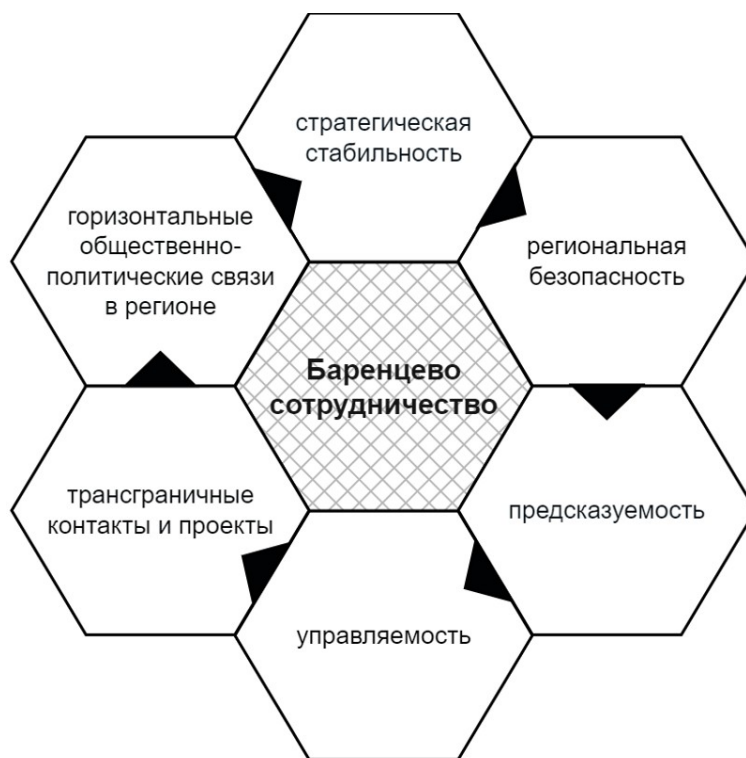 стратегическая
стабильность
горизонтальные
общественно-
политические связи
в регионе
региональная
безопасность
Баренцево
сотрудничество
трансграничные
контакты и проекты
предсказуемость
управляемость